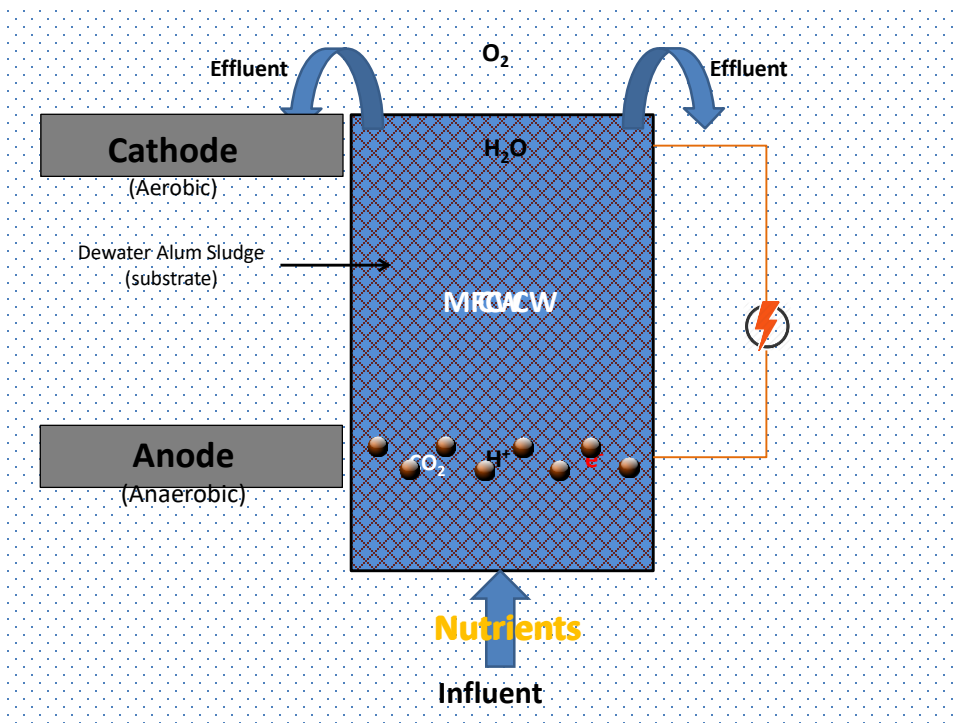 O₂
Effluent
Effluent
H₂O
Cathode
(Aerobic)
Dewater Alum Sludge
(substrate)
Anode
(Anaerobic)
CO₂
H⁺
e⁻
Nutrients
Influent